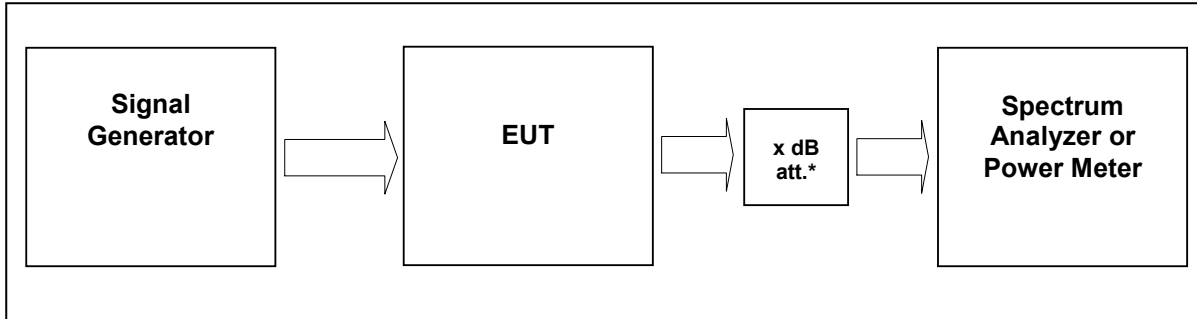 Signal
Generator
EUT
x dB
att.*
Spectrum
Analyzer or
Power Meter